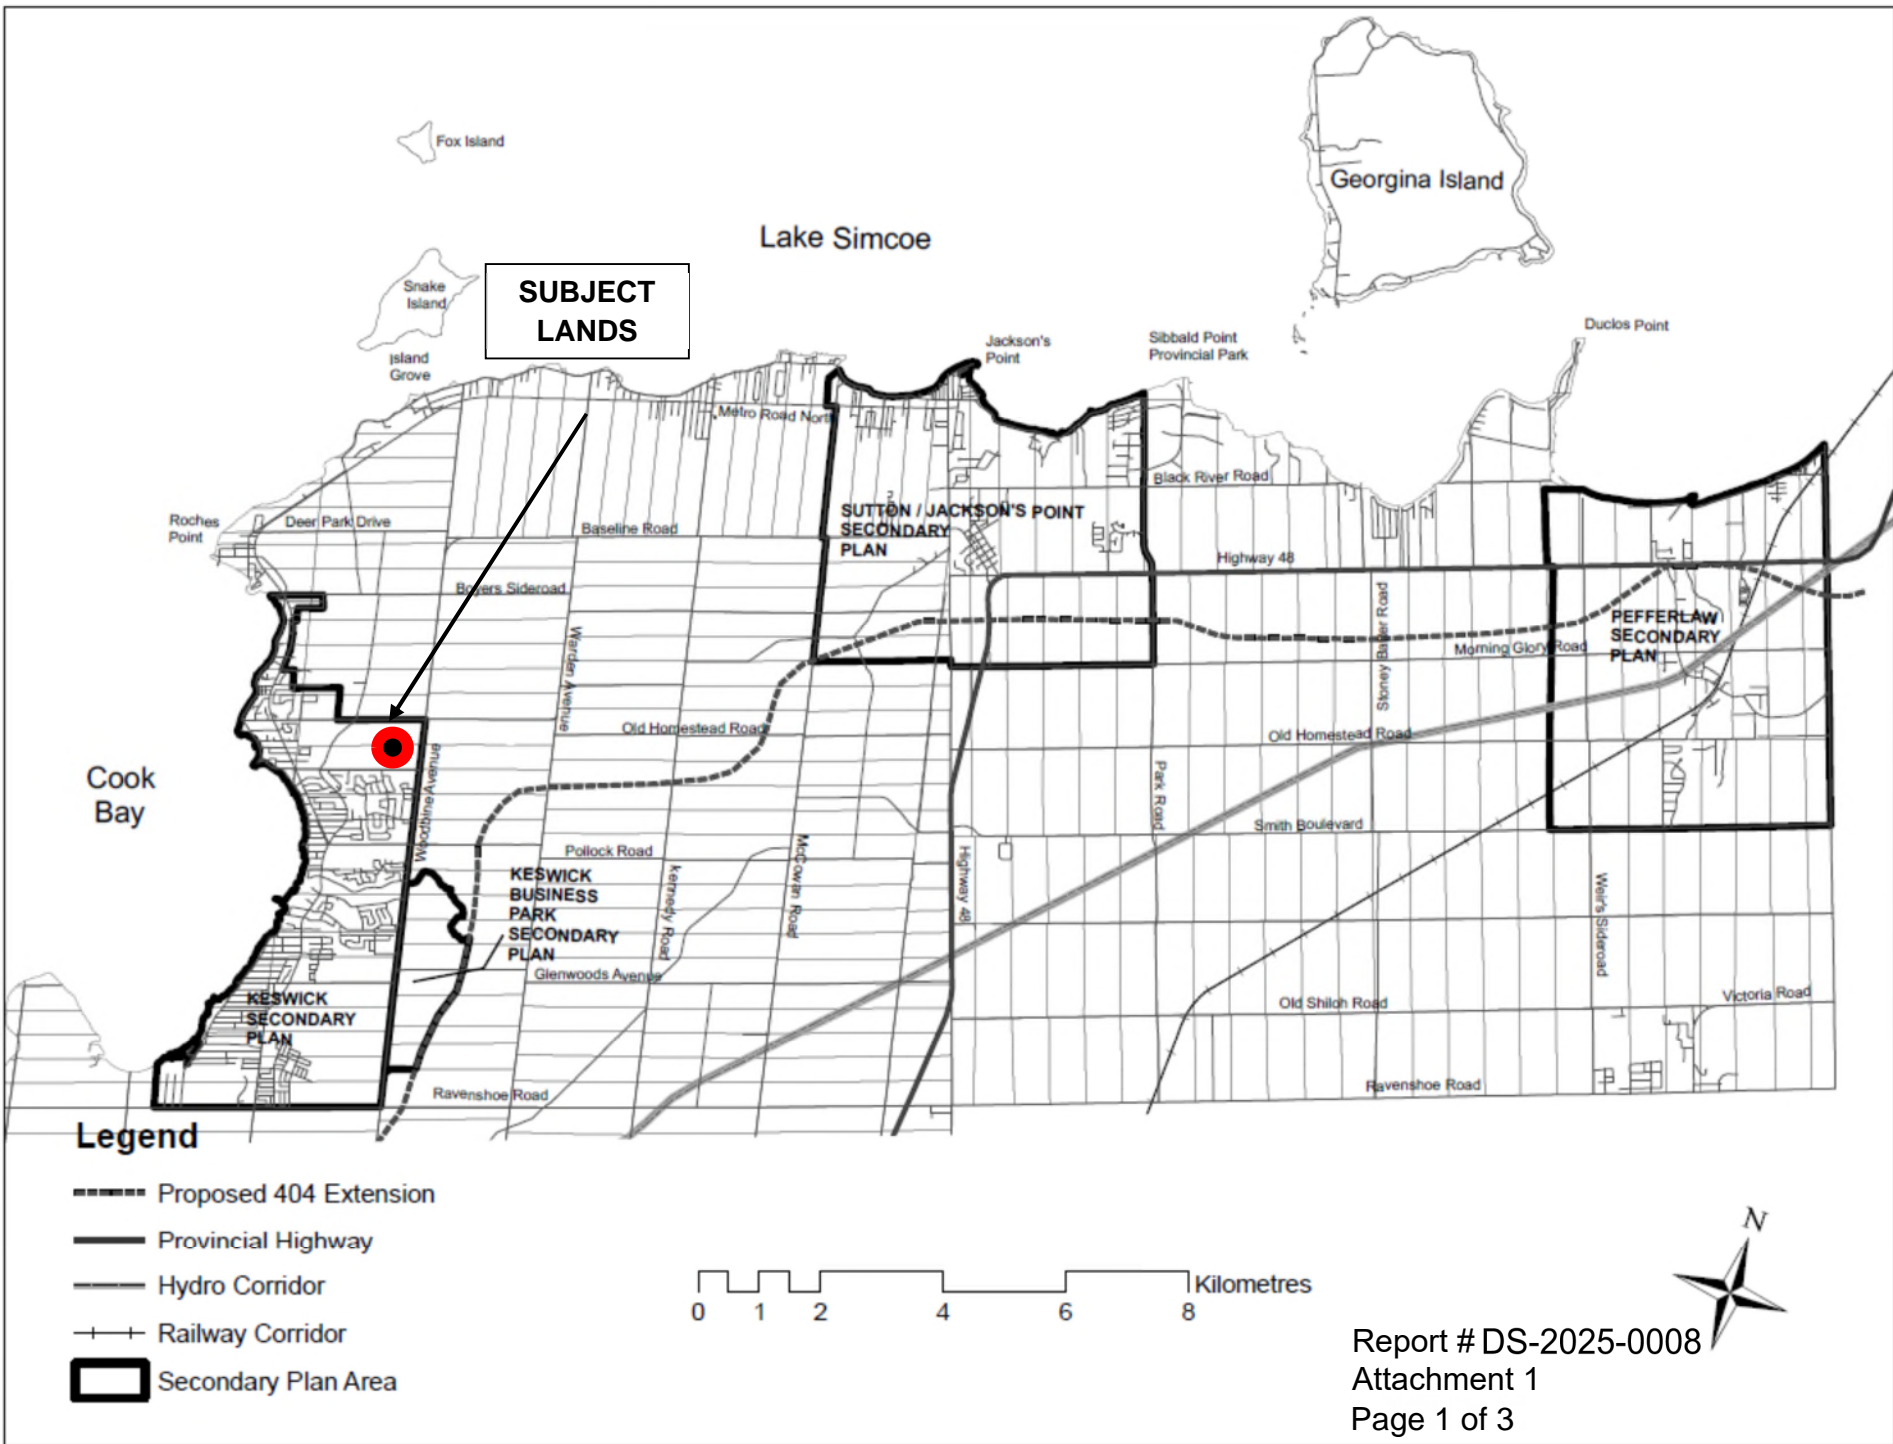 Fox Island
Georgina Island
Lake Simcoe
Snake
Island
SUBJECT
LANDS
Island
Grove
Jackson's
Point
Sibbald Point
Provincial Park
Duclos Point
Metro Road North
Black River Road
Roches
Point
Deer Park Drive
Baseline Road
SUTTON / JACKSON'S POINT
SECONDARY
PLAN
Highway 48
Boyers Sideroad
Warden Avenue
Stoney Batter Road
PEFFERLAW
SECONDARY
PLAN
Morning Glory Road
Old Homestead Road
Old Homestead Road
Cook
Bay
Woodbine Avenue
Park Road
Smith Boulevard
Pollock Road
KESWICK
BUSINESS
PARK
SECONDARY
PLAN
Kennedy Road
McCowan Road
Highway 48
Weir's Sideroad
Glenwoods Avenue
KESWICK
SECONDARY
PLAN
Old Shiloh Road
Victoria Road
Ravenshoe Road
Ravenshoe Road
Legend
Proposed 404 Extension
Provincial Highway
Hydro Corridor
Railway Corridor
Secondary Plan Area
Kilometres
0 1 2 4 6 8
N
Report # DS-2025-0008
Attachment 1
Page 1 of 3